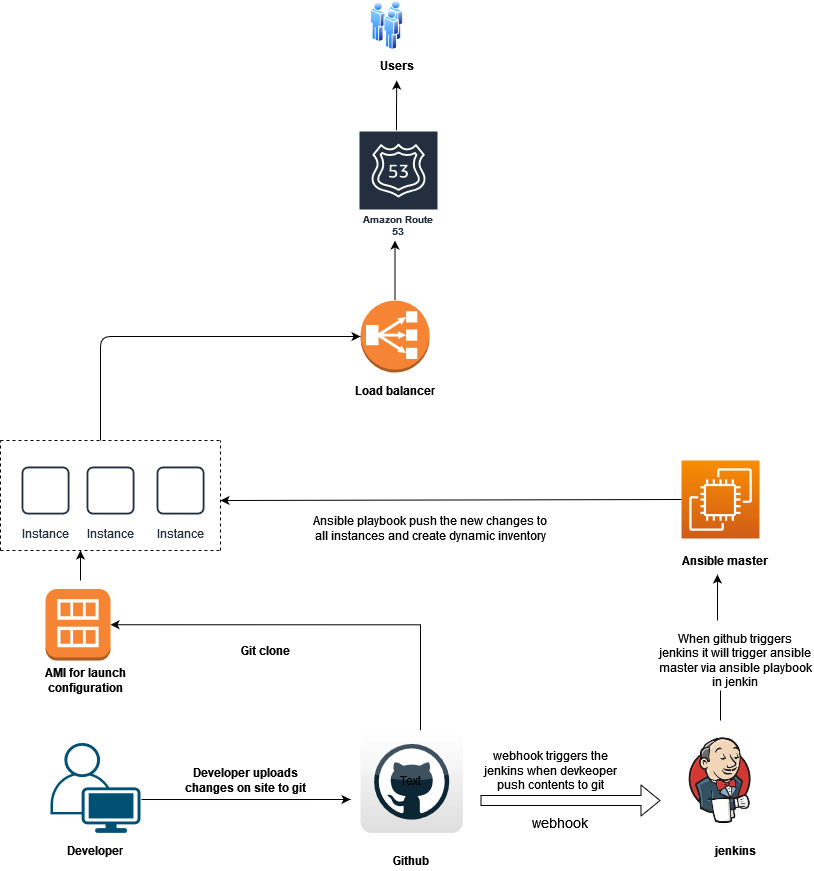 Users
53
Amazon Route
53
Load balancer
Instance
Instance
Instance
Ansible playbook push the new changes to
all instances and create dynamic inventory
Ansible master
AMI for launch
configuration
Git clone
When github triggers
jenkins it will trigger ansible
master via ansible playbook
in jenkin
Developer uploads
changes on site to git
Text
webhook triggers the
jenkins when devkeoper
push contents to git
webhook
Developer
Github
jenkins